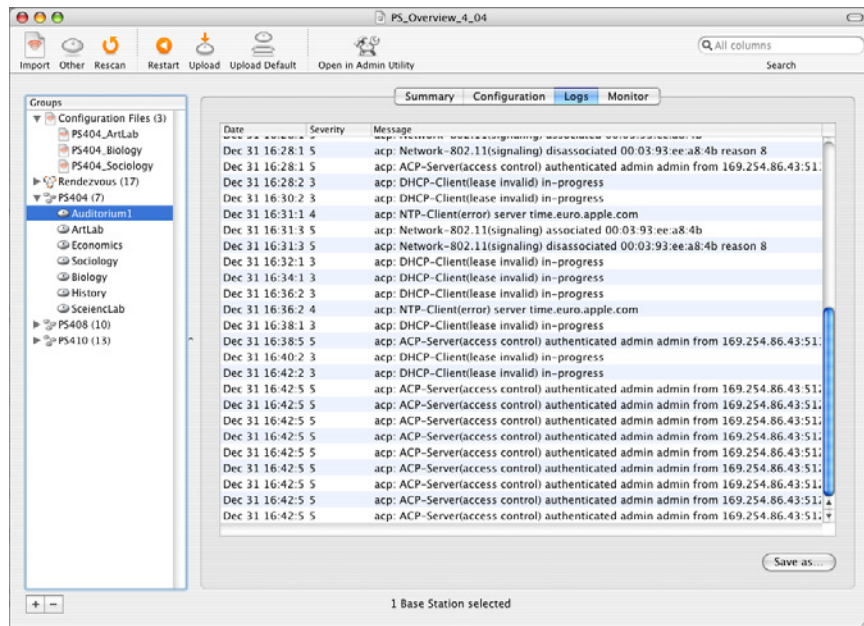 PS_Overview_4_04
Import Other Rescan Restart Upload Upload Default Open in Admin Utility
All columns
Search
Summary Configuration Logs Monitor
Groups
Configuration Files (3)
PS404_ArtLab
PS404_Biology
PS404_Sociology
Rendezvous (17)
PS404 (7)
Auditorium1
ArtLab
Economics
Sociology
Biology
History
SceiencLab
PS408 (10)
PS410 (13)
Date Severity Message
Dec 31 16:28:1 5 acp: Network-802.11(signaling) associated 00:03:93:ee:a8:4b
Dec 31 16:28:1 5 acp: Network-802.11(signaling) disassociated 00:03:93:ee:a8:4b reason 8
Dec 31 16:28:1 5 acp: ACP-Server(access control) authenticated admin admin from 169.254.86.43:51
Dec 31 16:28:2 3 acp: DHCP-Client(lease invalid) in-progress
Dec 31 16:30:2 3 acp: DHCP-Client(lease invalid) in-progress
Dec 31 16:31:1 4 acp: NTP-Client(error) server time.euro.apple.com
Dec 31 16:31:3 5 acp: Network-802.11(signaling) associated 00:03:93:ee:a8:4b
Dec 31 16:31:3 5 acp: Network-802.11(signaling) disassociated 00:03:93:ee:a8:4b reason 8
Dec 31 16:32:1 3 acp: DHCP-Client(lease invalid) in-progress
Dec 31 16:34:1 3 acp: DHCP-Client(lease invalid) in-progress
Dec 31 16:36:2 3 acp: DHCP-Client(lease invalid) in-progress
Dec 31 16:36:2 4 acp: NTP-Client(error) server time.euro.apple.com
Dec 31 16:38:1 3 acp: DHCP-Client(lease invalid) in-progress
Dec 31 16:38:5 5 acp: ACP-Server(access control) authenticated admin admin from 169.254.86.43:51
Dec 31 16:40:2 3 acp: DHCP-Client(lease invalid) in-progress
Dec 31 16:42:2 3 acp: DHCP-Client(lease invalid) in-progress
Dec 31 16:42:5 5 acp: ACP-Server(access control) authenticated admin admin from 169.254.86.43:51
Dec 31 16:42:5 5 acp: ACP-Server(access control) authenticated admin admin from 169.254.86.43:51
Dec 31 16:42:5 5 acp: ACP-Server(access control) authenticated admin admin from 169.254.86.43:51
Dec 31 16:42:5 5 acp: ACP-Server(access control) authenticated admin admin from 169.254.86.43:51
Dec 31 16:42:5 5 acp: ACP-Server(access control) authenticated admin admin from 169.254.86.43:51
Dec 31 16:42:5 5 acp: ACP-Server(access control) authenticated admin admin from 169.254.86.43:51
Dec 31 16:42:5 5 acp: ACP-Server(access control) authenticated admin admin from 169.254.86.43:51
Dec 31 16:42:5 5 acp: ACP-Server(access control) authenticated admin admin from 169.254.86.43:51
Dec 31 16:42:5 5 acp: ACP-Server(access control) authenticated admin admin from 169.254.86.43:51
Save as...
1 Base Station selected